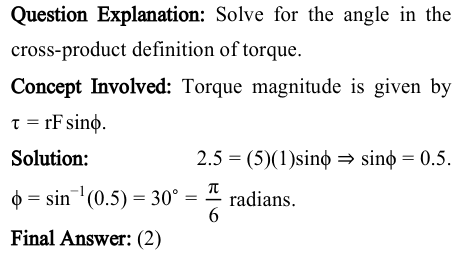 Question Explanation: Solve for the angle in the
cross-product definition of torque.
Concept Involved: Torque magnitude is given by
τ = rF sinϕ.
Solution: 2.5 = (5)(1)sinϕ ⇒ sinϕ = 0.5.
ϕ = sin⁻¹(0.5) = 30° = π/6 radians.
Final Answer: (2)